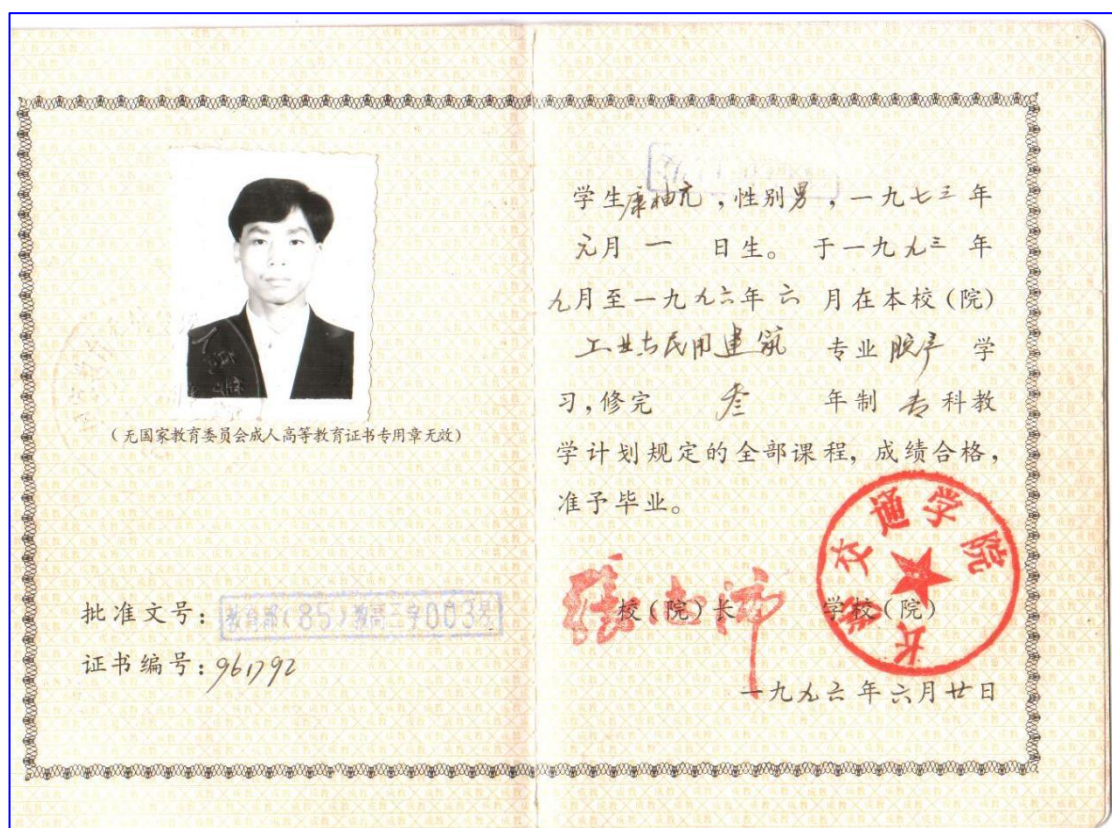 (无国家教育委员会成人高等教育证书专用章无效)
批准文号: 教育部(85)教高三字003号
证书编号: 961792
学生康柚亢,性别男,一九七三年
元月一日生。于一九九三年
九月至一九九六年六月在本校(院)
工业与民用建筑 专业脱产学
习,修完 叁 年制专科教
学计划规定的全部课程,成绩合格,
准予毕业。
校(院)长 学校(院)
长沙交通学院
一九九六年六月廿日